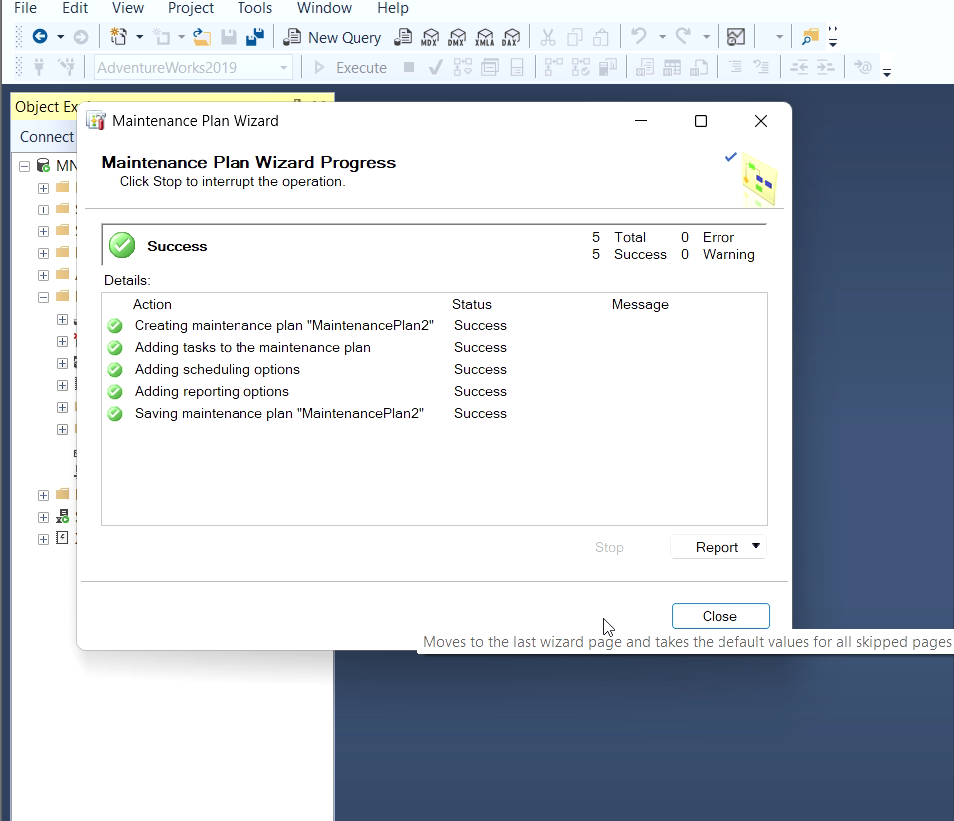 File Edit View Project Tools Window Help
New Query MDX DMX XMLA DAX
AdventureWorks2019 Execute
Object Ex
Connect
MN
Maintenance Plan Wizard
Maintenance Plan Wizard Progress
Click Stop to interrupt the operation.
Success
5 Total 0 Error
5 Success 0 Warning
Details:
Action Status Message
Creating maintenance plan "MaintenancePlan2" Success
Adding tasks to the maintenance plan Success
Adding scheduling options Success
Adding reporting options Success
Saving maintenance plan "MaintenancePlan2" Success
Stop Report
Close
Moves to the last wizard page and takes the default values for all skipped pages